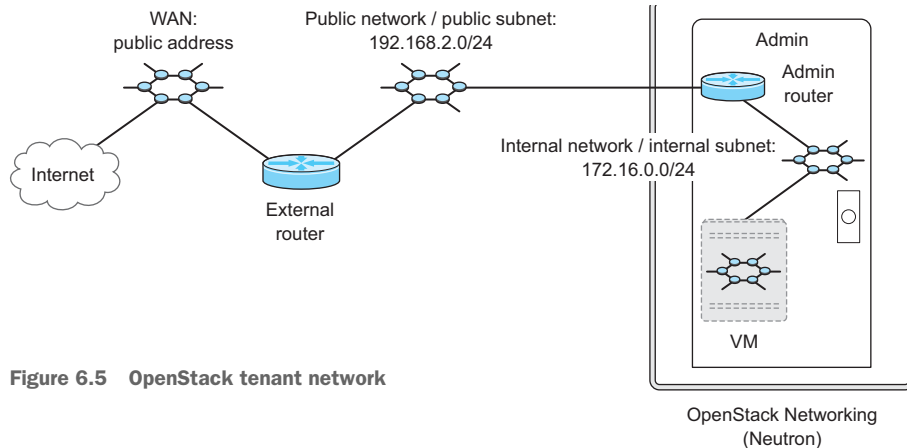 WAN:
public address
Public network / public subnet:
192.168.2.0/24
Admin
Admin
router
Internal network / internal subnet:
172.16.0.0/24
Internet
External
router
VM
Figure 6.5 OpenStack tenant network
OpenStack Networking
(Neutron)